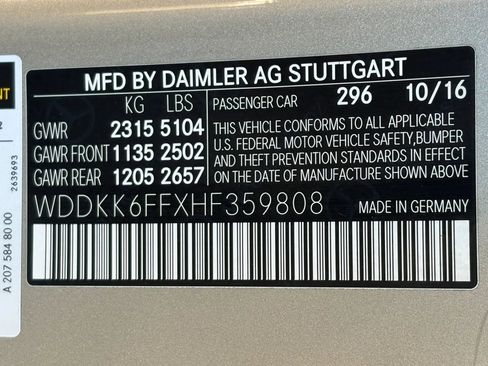 MFD BY DAIMLER AG STUTTGART
KG LBS PASSENGER CAR 296 10/16
GVWR 2315 5104 THIS VEHICLE CONFORMS TO ALL APPLICABLE
U.S. FEDERAL MOTOR VEHICLE SAFETY, BUMPER
GAWR FRONT 1135 2502 AND THEFT PREVENTION STANDARDS IN EFFECT
GAWR REAR 1205 2657 ON THE DATE OF MANUFACTURE SHOWN ABOVE.
WDDKK6FFXHF359808 MADE IN GERMANY
2639693
A 207 584 80 00